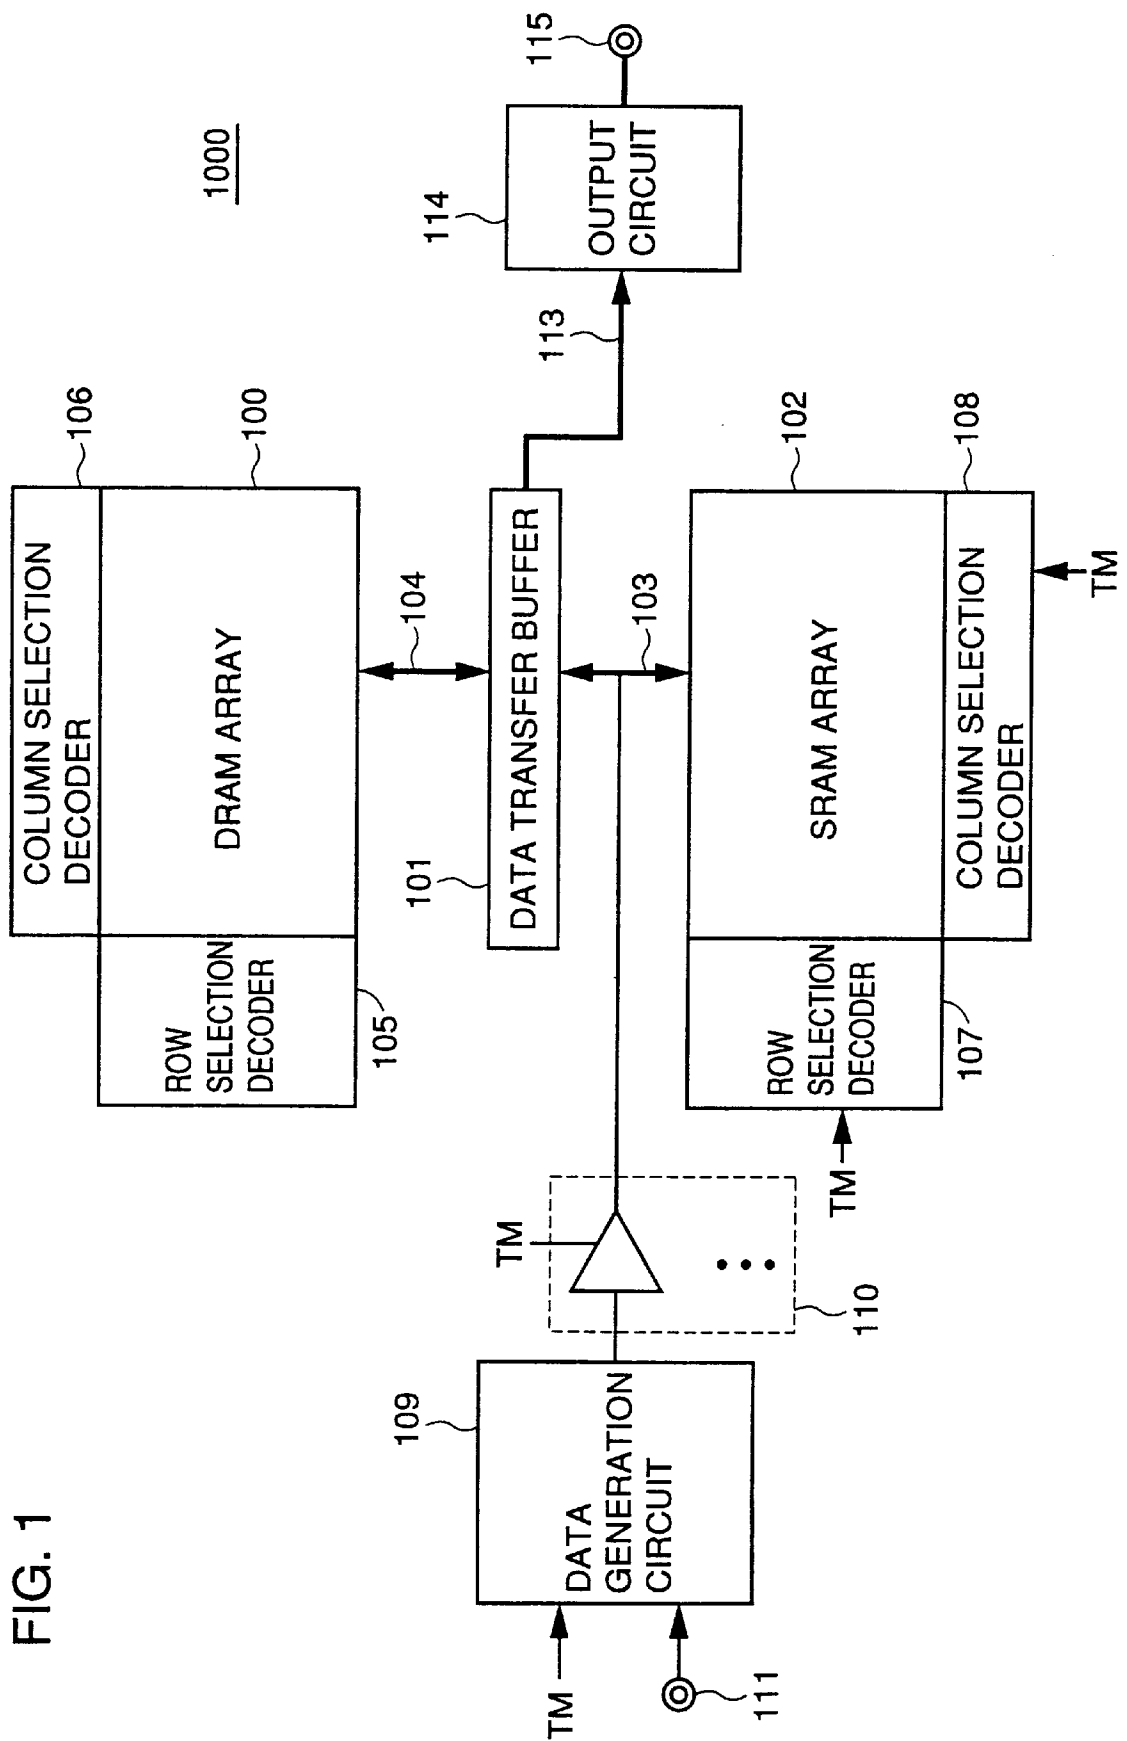 FIG. 1
1000
COLUMN SELECTION
DECODER
106
DRAM ARRAY
100
ROW
SELECTION
DECODER
105
104
101
DATA TRANSFER BUFFER
103
113
114
OUTPUT
CIRCUIT
115
SRAM ARRAY
102
COLUMN SELECTION
DECODER
108
TM
ROW
SELECTION
DECODER
107
TM
TM
110
109
DATA
GENERATION
CIRCUIT
TM
111